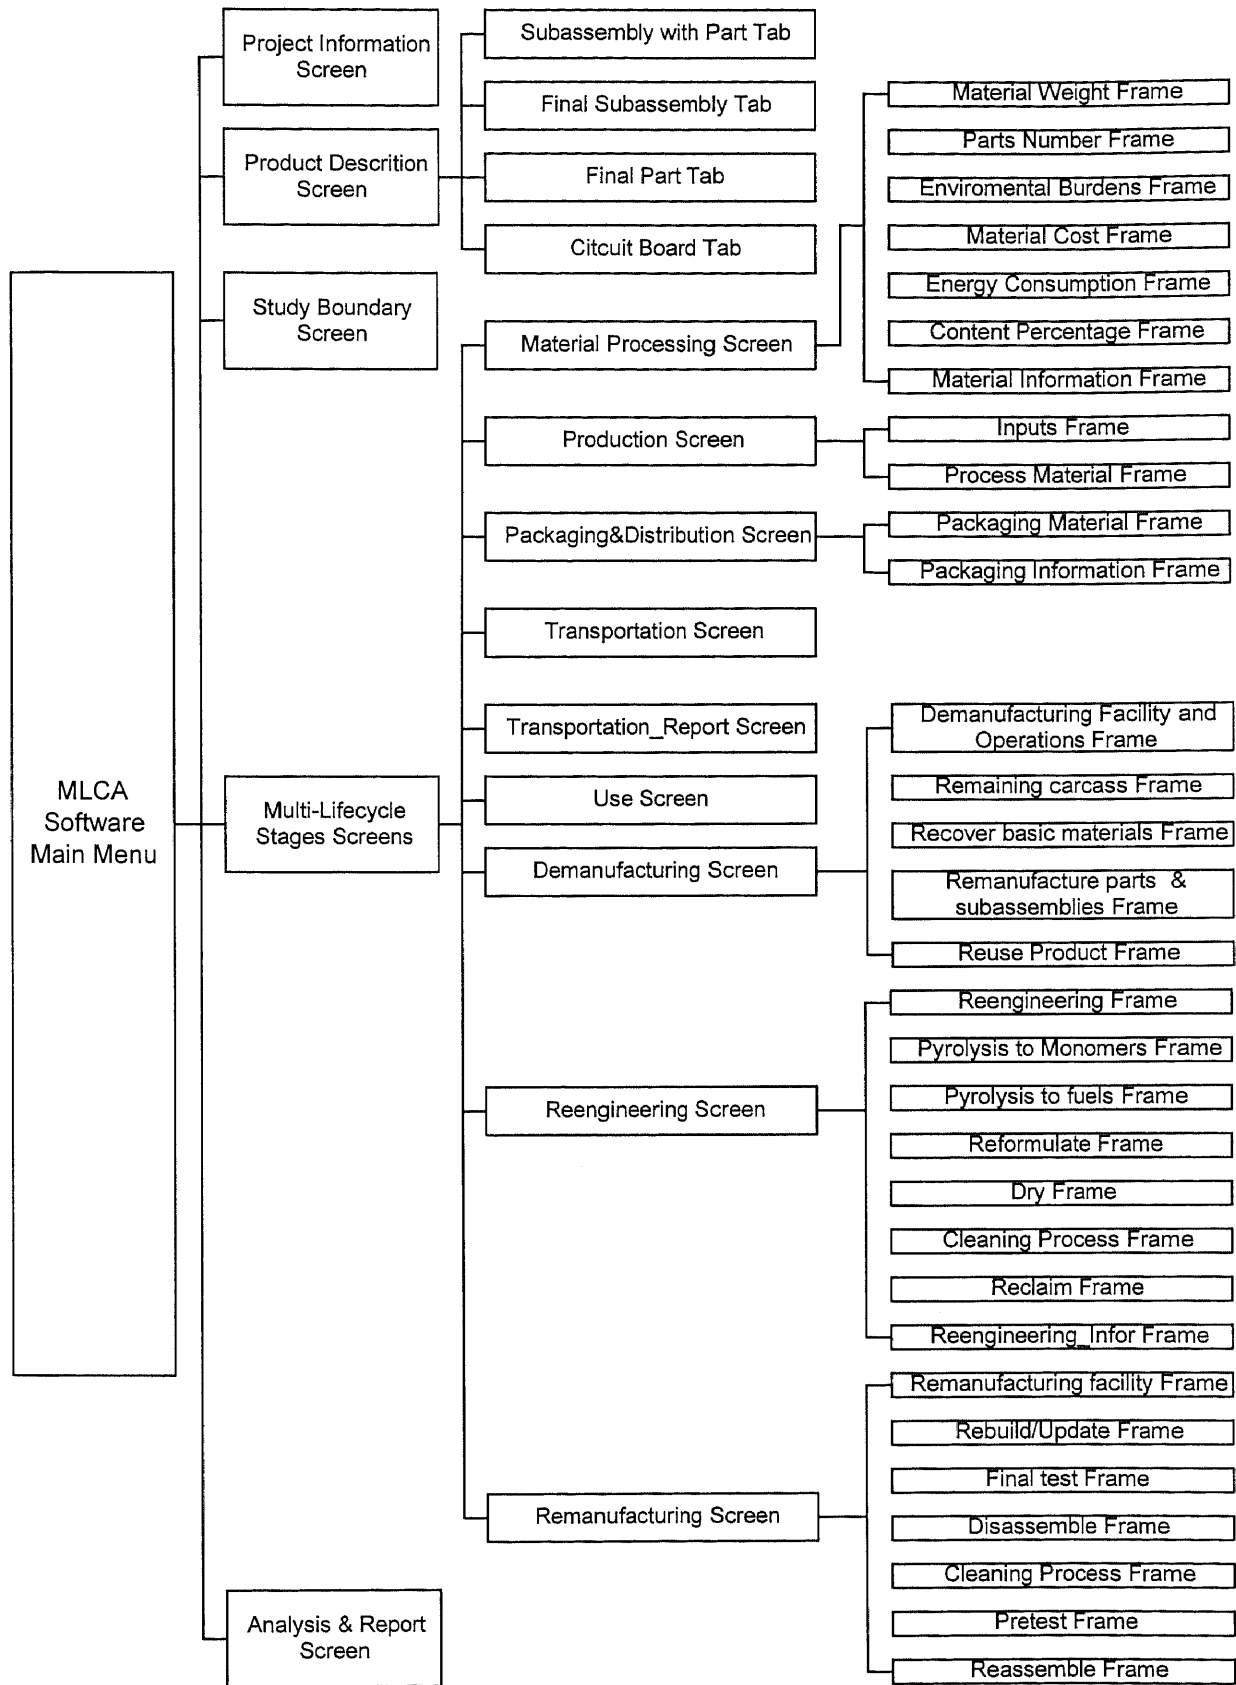 Project Information
Screen
Product Descrition
Screen
Study Boundary
Screen
MLCA
Software
Main Menu
Multi-Lifecycle
Stages Screens
Analysis & Report
Screen
Subassembly with Part Tab
Final Subassembly Tab
Final Part Tab
Citcuit Board Tab
Material Processing Screen
Production Screen
Packaging&Distribution Screen
Transportation Screen
Transportation_Report Screen
Use Screen
Demanufacturing Screen
Reengineering Screen
Remanufacturing Screen
Material Weight Frame
Parts Number Frame
Enviromental Burdens Frame
Material Cost Frame
Energy Consumption Frame
Content Percentage Frame
Material Information Frame
Inputs Frame
Process Material Frame
Packaging Material Frame
Packaging Information Frame
Demanufacturing Facility and
Operations Frame
Remaining carcass Frame
Recover basic materials Frame
Remanufacture parts &
subassemblies Frame
Reuse Product Frame
Reengineering Frame
Pyrolysis to Monomers Frame
Pyrolysis to fuels Frame
Reformulate Frame
Dry Frame
Cleaning Process Frame
Reclaim Frame
Reengineering_Infor Frame
Remanufacturing facility Frame
Rebuild/Update Frame
Final test Frame
Disassemble Frame
Cleaning Process Frame
Pretest Frame
Reassemble Frame